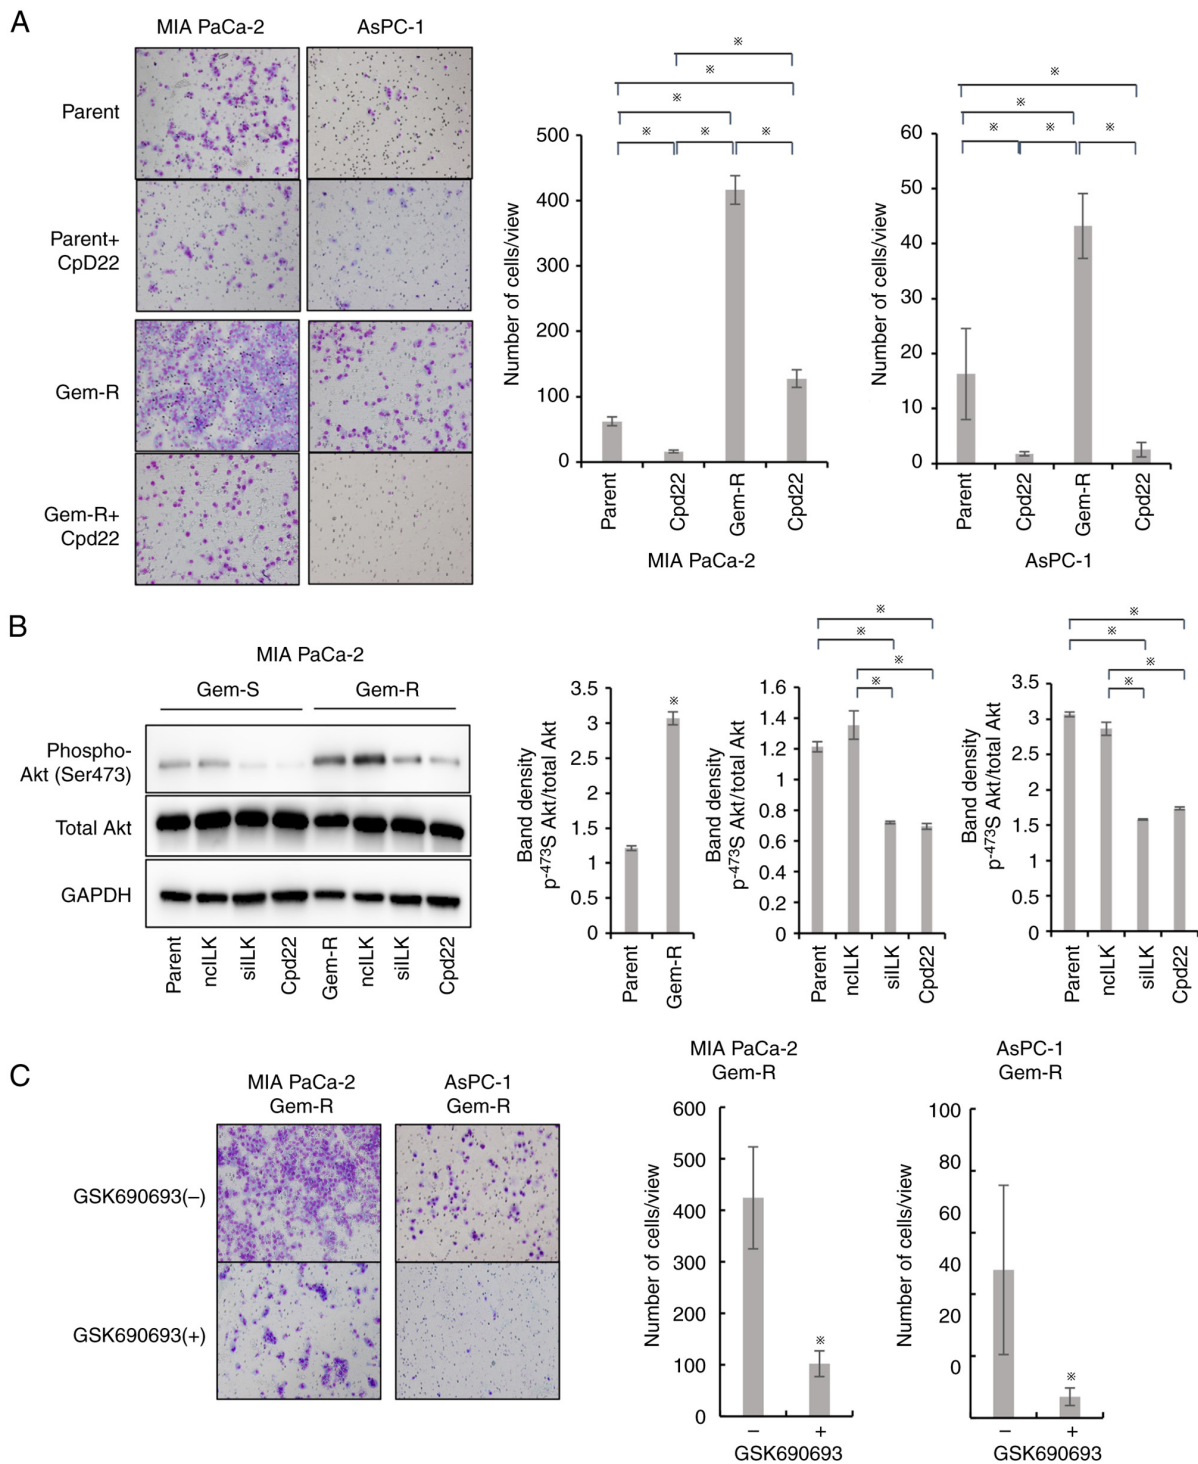 A
MIA PaCa-2
AsPC-1
Parent
Parent+
CpD22
Gem-R
Gem-R+
Cpd22
※
※
※
※ ※ ※
Number of cells/view
500
400
300
200
100
0
Parent
Cpd22
Gem-R
Cpd22
MIA PaCa-2
※
※
※ ※ ※
Number of cells/view
60
50
40
30
20
10
0
Parent
Cpd22
Gem-R
Cpd22
AsPC-1
B
MIA PaCa-2
Gem-S
Gem-R
Phospho-
Akt (Ser473)
Total Akt
GAPDH
Parent
ncILK
siILK
Cpd22
Gem-R
ncILK
siILK
Cpd22
Band density
p-473S Akt/total Akt
3.5
3
2.5
2
1.5
1
0.5
0
※
Parent
Gem-R
※
※
※
※
Band density
p-473S Akt/total Akt
1.6
1.4
1.2
1
0.8
0.6
0.4
0.2
0
Parent
ncILK
siILK
Cpd22
※
※
※
※
Band density
p-473S Akt/total Akt
3.5
3
2.5
2
1.5
1
0.5
0
Parent
ncILK
siILK
Cpd22
C
MIA PaCa-2
Gem-R
AsPC-1
Gem-R
GSK690693(–)
GSK690693(+)
MIA PaCa-2
Gem-R
Number of cells/view
600
500
400
300
200
100
0
※
– +
GSK690693
AsPC-1
Gem-R
Number of cells/view
100
80
60
40
20
0
※
– +
GSK690693